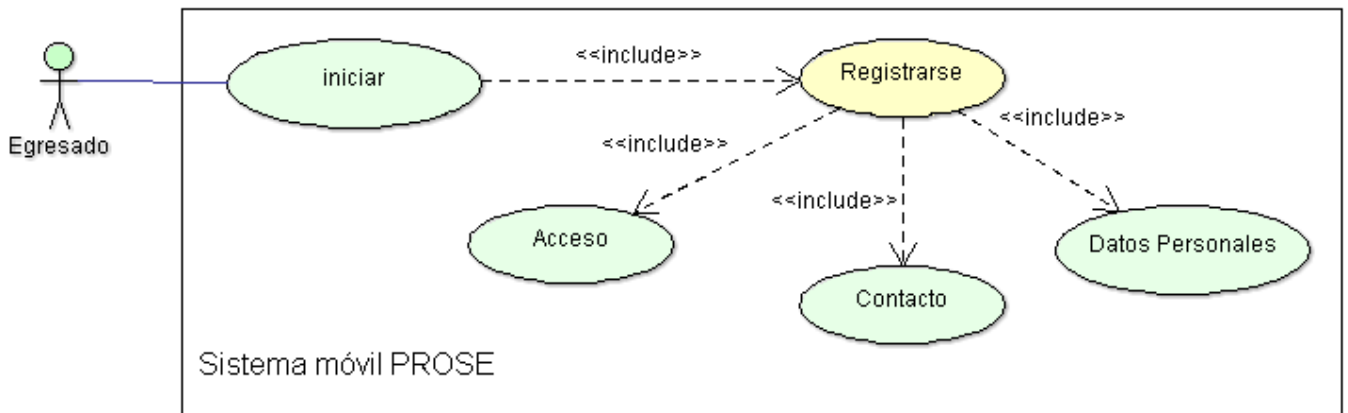 <<include>>
iniciar
Registrarse
<<include>>
Egresado
<<include>>
<<include>>
Acceso
Datos Personales
Contacto
Sistema móvil PROSE